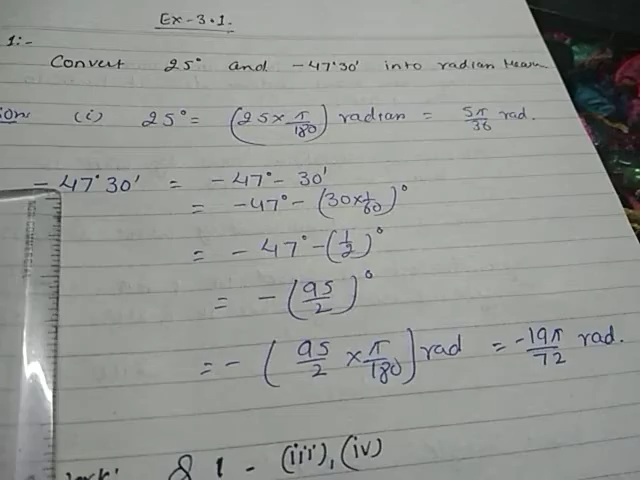 Ex-3.1.
1:-
Convert 25° and -47°30' into radian
(i) 25° = (25×π/180) radian = 5π/36 rad.
-47°30' = -47° - 30'
= -47° - (30×1/60)°
= -47° - (1/2)°
= -(95/2)°
= -(95/2 × π/180) rad = -19π/72 rad.
Q 1 - (iii), (iv)